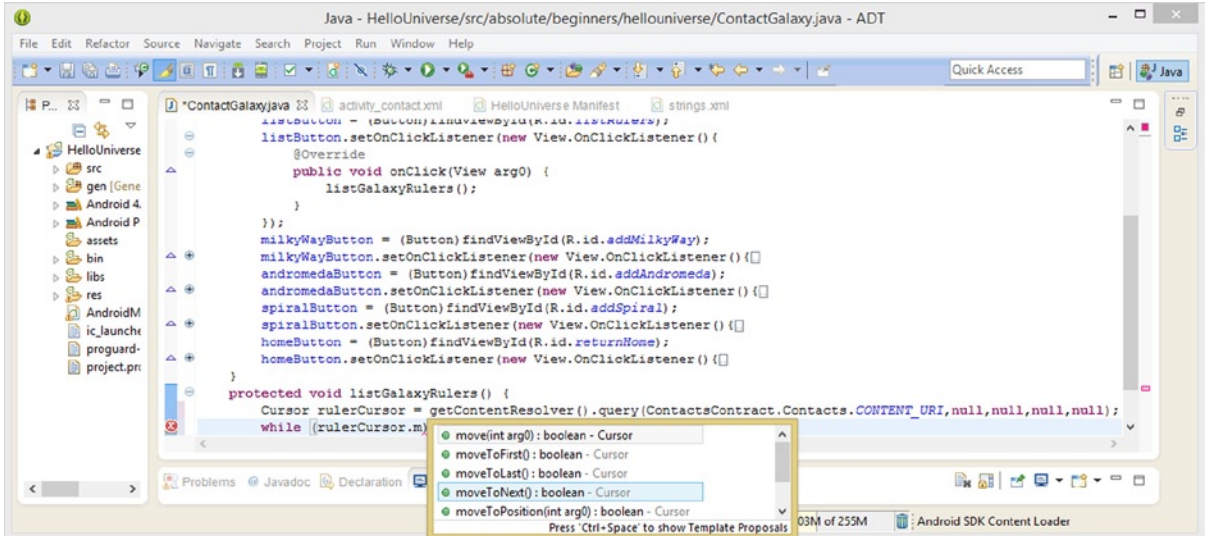 Java - HelloUniverse/src/absolute/beginners/hellouniverse/ContactGalaxy.java - ADT
File Edit Refactor Source Navigate Search Project Run Window Help
Quick Access
Java
P...
*ContactGalaxy.java activity_contact.xml HelloUniverse Manifest strings.xml
HelloUniverse
src
gen [Gene
Android 4.
Android P
assets
bin
libs
res
AndroidM
ic_launche
proguard-
project.pro
listButton = (Button)findViewById(R.id.listRulers);
listButton.setOnClickListener(new View.OnClickListener(){
@Override
public void onClick(View arg0) {
listGalaxyRulers();
}
});
milkyWayButton = (Button)findViewById(R.id.addMilkyWay);
milkyWayButton.setOnClickListener(new View.OnClickListener(){
andromedaButton = (Button)findViewById(R.id.addAndromeda);
andromedaButton.setOnClickListener(new View.OnClickListener(){
spiralButton = (Button)findViewById(R.id.addSpiral);
spiralButton.setOnClickListener(new View.OnClickListener(){
homeButton = (Button)findViewById(R.id.returnHome);
homeButton.setOnClickListener(new View.OnClickListener(){
}
protected void listGalaxyRulers() {
Cursor rulerCursor = getContentResolver().query(ContactsContract.Contacts.CONTENT_URI,null,null,null,null);
while (rulerCursor.m)
move(int arg0) : boolean - Cursor
moveToFirst() : boolean - Cursor
moveToLast() : boolean - Cursor
moveToNext() : boolean - Cursor
moveToPosition(int arg0) : boolean - Cursor
Press 'Ctrl+Space' to show Template Proposals
Problems @ Javadoc Declaration
03M of 255M
Android SDK Content Loader